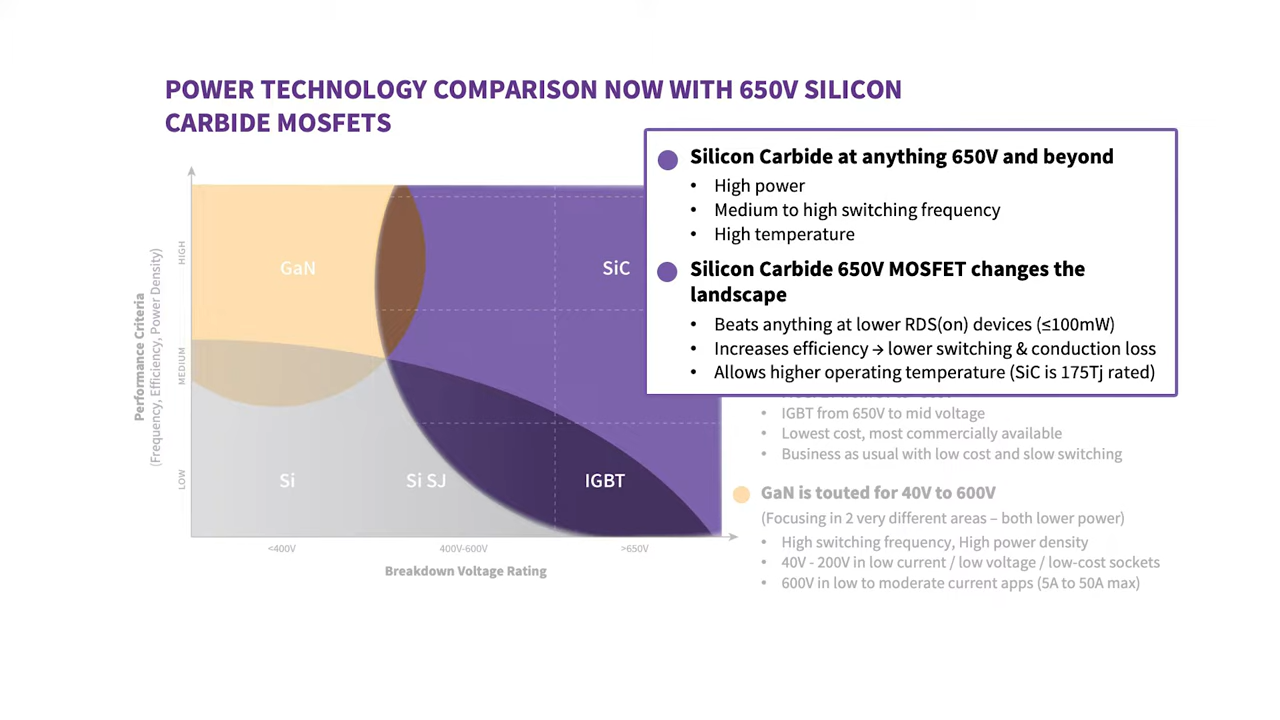 POWER TECHNOLOGY COMPARISON NOW WITH 650V SILICON
CARBIDE MOSFETS
Silicon Carbide at anything 650V and beyond
• High power
• Medium to high switching frequency
• High temperature
Silicon Carbide 650V MOSFET changes the
landscape
• Beats anything at lower RDS(on) devices (≤100mW)
• Increases efficiency → lower switching & conduction loss
• Allows higher operating temperature (SiC is 175Tj rated)
• IGBT from 650V to mid voltage
• Lowest cost, most commercially available
• Business as usual with low cost and slow switching
GaN is touted for 40V to 600V
(Focusing in 2 very different areas – both lower power)
• High switching frequency, High power density
• 40V - 200V in low current / low voltage / low-cost sockets
• 600V in low to moderate current apps (5A to 50A max)
Performance Criteria
(Frequency, Efficiency, Power Density)
HIGH
MEDIUM
LOW
GaN
SiC
Si
Si SJ
IGBT
<400V
400V-600V
>650V
Breakdown Voltage Rating